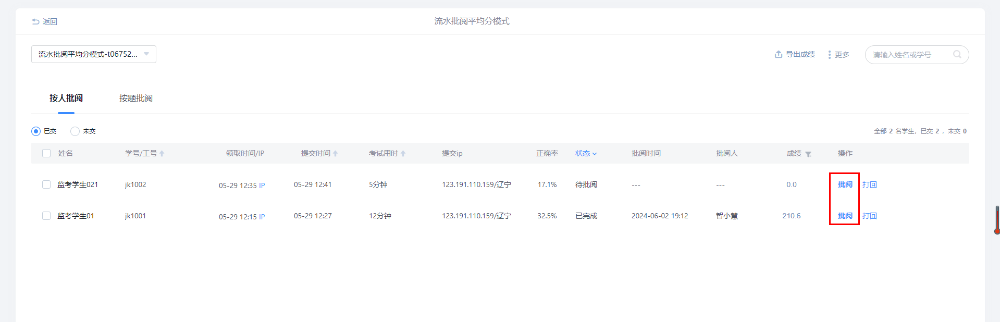 返回
流水批阅平均分模式
流水批阅平均分模式-t06752...
导出成绩 更多 请输入姓名或学号
按人批阅 按题批阅
已交 未交 全部 2 名学生，已交 2 ，未交 0
姓名 学号/工号 领取时间/IP 提交时间 考试用时 提交ip 正确率 状态 批阅时间 批阅人 成绩 操作
监考学生021 jk1002 05-29 12:35 IP 05-29 12:41 5分钟 123.191.110.159/辽宁 17.1% 待批阅 --- --- 0.0 批阅 打回
监考学生01 jk1001 05-29 12:15 IP 05-29 12:27 12分钟 123.191.110.159/辽宁 32.5% 已完成 2024-06-02 19:12 智小慧 210.6 批阅 打回